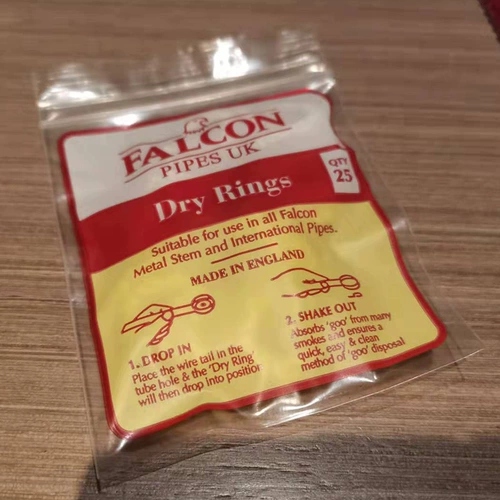 FALCON
PIPES UK
QTY
25
Dry Rings
Suitable for use in all Falcon
Metal Stem and International Pipes.
MADE IN ENGLAND
1. DROP IN
Place the wire tail in the
tube hole & the 'Dry Ring'
will then drop into position
2. SHAKE OUT
Absorbs 'goo' from many
smokes and ensures a
quick, easy & clean
method of 'goo' disposal